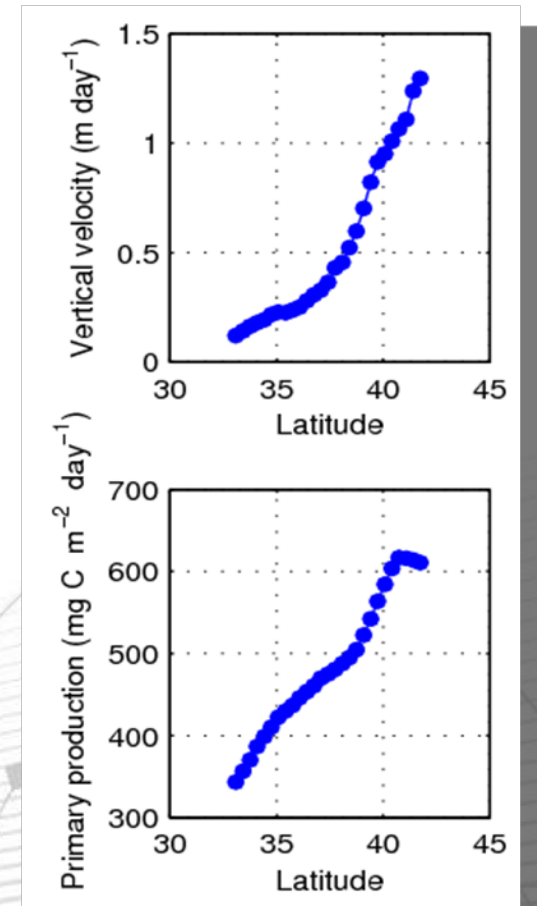 Vertical velocity (m day⁻¹)
1.5
1
0.5
0
30 35 40 45
Latitude
Primary production (mg C m⁻² day⁻¹)
700
600
500
400
300
30 35 40 45
Latitude